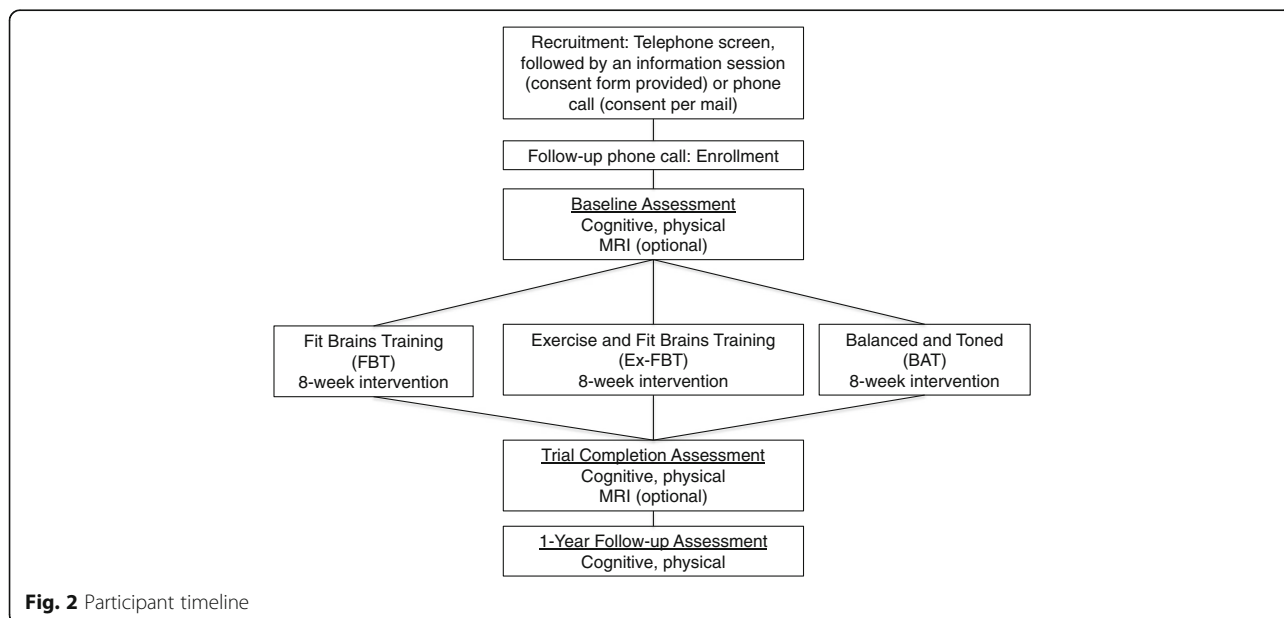 Recruitment: Telephone screen,
followed by an information session
(consent form provided) or phone
call (consent per mail)
Follow-up phone call: Enrollment
Baseline Assessment
Cognitive, physical
MRI (optional)
Fit Brains Training
(FBT)
8-week intervention
Exercise and Fit Brains Training
(Ex-FBT)
8-week intervention
Balanced and Toned
(BAT)
8-week intervention
Trial Completion Assessment
Cognitive, physical
MRI (optional)
1-Year Follow-up Assessment
Cognitive, physical
Fig. 2 Participant timeline